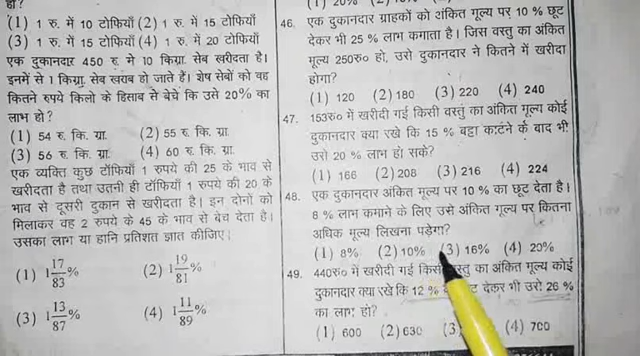 हो?
(1) 1 रु. में 10 टोफियाँ (2) 1 रु. में 15 टोफियाँ
(3) 1 रु. में 15 टोफियाँ (4) 1 रु. में 20 टोफियाँ
एक दुकानदार 450 रु. मे 10 किग्रा. सेब खरीदता है।
इनमें से 1 किग्रा. सेब खराब हो जाते हैं। शेष सेबों को वह
कितने रुपये किलो के हिसाब से बेचे कि उसे 20% का
लाभ हो?
(1) 54 रु. कि. ग्रा. (2) 55 रु. कि. ग्रा.
(3) 56 रु. कि. ग्रा. (4) 60 रु. कि. ग्रा.
एक व्यक्ति कुछ टॉफियाँ 1 रुपये की 25 के भाव से
खरीदता है तथा उतनी ही टॉफियाँ 1 रुपये की 20 के
भाव से दूसरी दुकान से खरीदता है। इन दोनों को
मिलाकर वह 2 रुपये के 45 के भाव से बेच देता है।
उसका लाभ या हानि प्रतिशत ज्ञात कीजिए।
(1) 1 17/83 % (2) 1 19/81 %
(3) 1 13/87 % (4) 1 11/89 %
(1) 20%
46. एक दुकानदार ग्राहकों को अंकित मूल्य पर 10 % छूट
देकर भी 25 % लाभ कमाता है। जिस वस्तु का अंकित
मूल्य 250रु० हो, उसे दुकानदार ने कितने में खरीदा
होगा?
(1) 120 (2) 180 (3) 220 (4) 240
47. 153रु० में खरीदी गई किसी वस्तु का अंकित मूल्य कोई
दुकानदार क्या रखे कि 15 % बट्टा काटने के बाद भी
उसे 20 % लाभ हो सके?
(1) 166 (2) 208 (3) 216 (4) 224
48. एक दुकानदार अंकित मूल्य पर 10 % का छूट देता है।
8 % लाभ कमाने के लिए उसे अंकित मूल्य पर कितना
अधिक मूल्य लिखना पड़ेगा?
(1) 8% (2) 10% (3) 16% (4) 20%
49. 440रु० में खरीदी गई किसी वस्तु का अंकित मूल्य कोई
दुकानदार क्या रखे कि 12 % देकर भी उसे 26 %
का लाभ हो?
(1) 600 (2) 630 (3) (4) 700